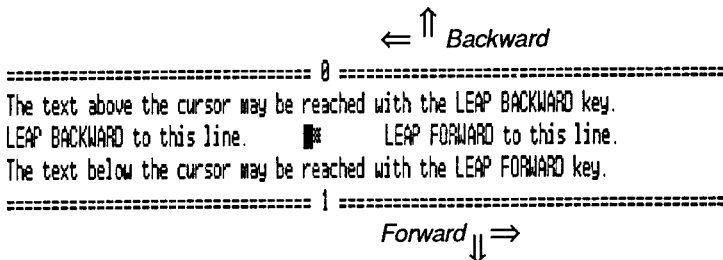 ⇐ ⇑ Backward
================================== 0 ==========================================
The text above the cursor may be reached with the LEAP BACKWARD key.
LEAP BACKWARD to this line. LEAP FORWARD to this line.
The text below the cursor may be reached with the LEAP FORWARD key.
================================== 1 ==========================================
Forward ⇓ ⇒